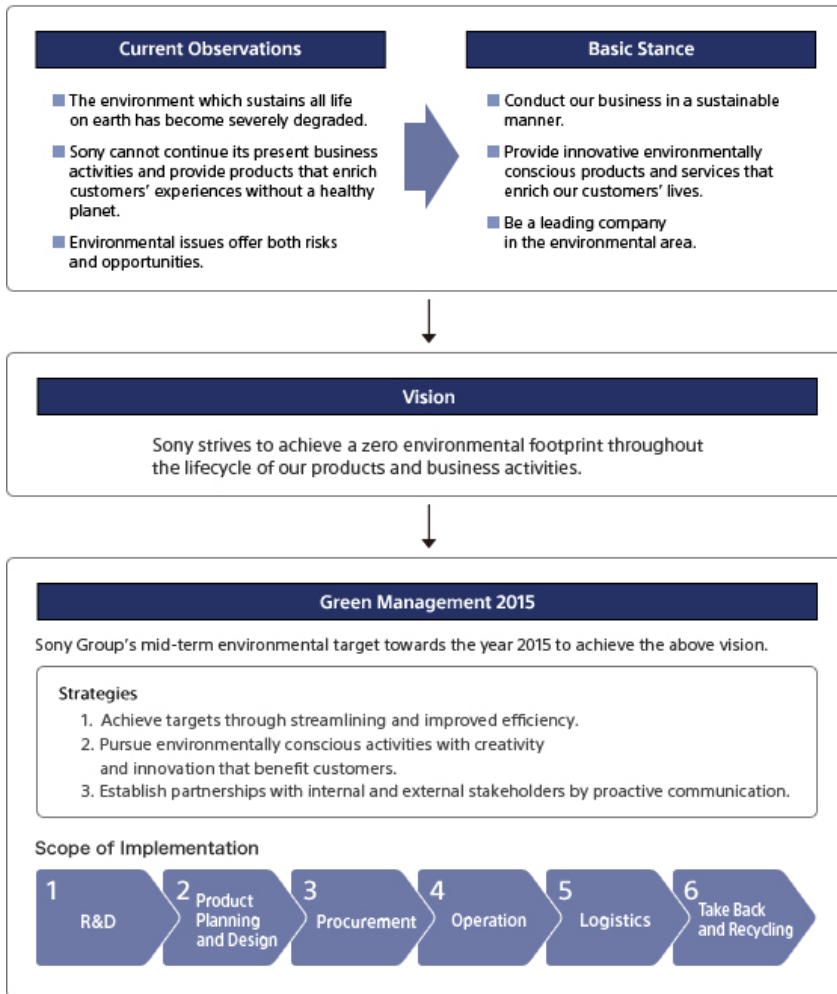 Current Observations
The environment which sustains all life
on earth has become severely degraded.
Sony cannot continue its present business
activities and provide products that enrich
customers' experiences without a healthy
planet.
Environmental issues offer both risks
and opportunities.
Basic Stance
Conduct our business in a sustainable
manner.
Provide innovative environmentally
conscious products and services that
enrich our customers' lives.
Be a leading company
in the environmental area.
Vision
Sony strives to achieve a zero environmental footprint throughout
the lifecycle of our products and business activities.
Green Management 2015
Sony Group's mid-term environmental target towards the year 2015 to achieve the above vision.
Strategies
1. Achieve targets through streamlining and improved efficiency.
2. Pursue environmentally conscious activities with creativity
and innovation that benefit customers.
3. Establish partnerships with internal and external stakeholders by proactive communication.
Scope of Implementation
1
R&D
2
Product
Planning
and Design
3
Procurement
4
Operation
5
Logistics
6
Take Back
and Recycling